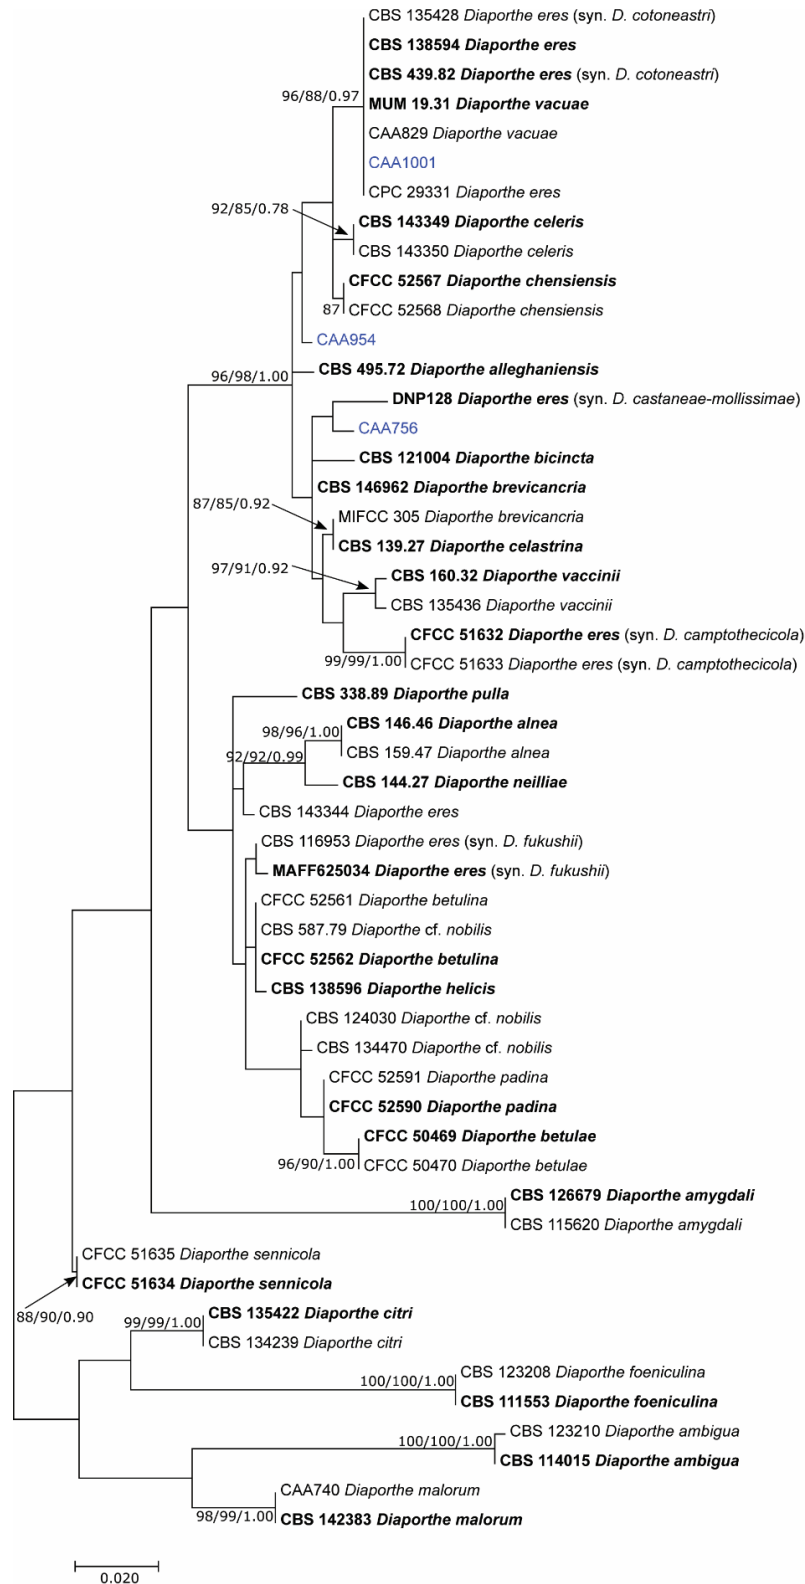 CBS 135428 Diaporthe eres (syn. D. cotoneastri)
CBS 138594 Diaporthe eres
CBS 439.82 Diaporthe eres (syn. D. cotoneastri)
96/88/0.97
MUM 19.31 Diaporthe vacuae
CAA829 Diaporthe vacuae
CAA1001
CPC 29331 Diaporthe eres
92/85/0.78
CBS 143349 Diaporthe celeris
CBS 143350 Diaporthe celeris
CFCC 52567 Diaporthe chensiensis
87
CFCC 52568 Diaporthe chensiensis
CAA954
CBS 495.72 Diaporthe alleghaniensis
96/98/1.00
DNP128 Diaporthe eres (syn. D. castaneae-mollissimae)
CAA756
CBS 121004 Diaporthe bicincta
CBS 146962 Diaporthe brevicancria
87/85/0.92
MIFCC 305 Diaporthe brevicancria
CBS 139.27 Diaporthe celastrina
97/91/0.92
CBS 160.32 Diaporthe vaccinii
CBS 135436 Diaporthe vaccinii
CFCC 51632 Diaporthe eres (syn. D. camptothecicola)
99/99/1.00
CFCC 51633 Diaporthe eres (syn. D. camptothecicola)
CBS 338.89 Diaporthe pulla
CBS 146.46 Diaporthe alnea
98/96/1.00
CBS 159.47 Diaporthe alnea
92/92/0.99
CBS 144.27 Diaporthe neilliae
CBS 143344 Diaporthe eres
CBS 116953 Diaporthe eres (syn. D. fukushii)
MAFF625034 Diaporthe eres (syn. D. fukushii)
CFCC 52561 Diaporthe betulina
CBS 587.79 Diaporthe cf. nobilis
CFCC 52562 Diaporthe betulina
CBS 138596 Diaporthe helicis
CBS 124030 Diaporthe cf. nobilis
CBS 134470 Diaporthe cf. nobilis
CFCC 52591 Diaporthe padina
CFCC 52590 Diaporthe padina
CFCC 50469 Diaporthe betulae
96/90/1.00
CFCC 50470 Diaporthe betulae
CBS 126679 Diaporthe amygdali
100/100/1.00
CBS 115620 Diaporthe amygdali
CFCC 51635 Diaporthe sennicola
CFCC 51634 Diaporthe sennicola
88/90/0.90
CBS 135422 Diaporthe citri
99/99/1.00
CBS 134239 Diaporthe citri
CBS 123208 Diaporthe foeniculina
100/100/1.00
CBS 111553 Diaporthe foeniculina
CBS 123210 Diaporthe ambigua
100/100/1.00
CBS 114015 Diaporthe ambigua
CAA740 Diaporthe malorum
98/99/1.00
CBS 142383 Diaporthe malorum
0.020